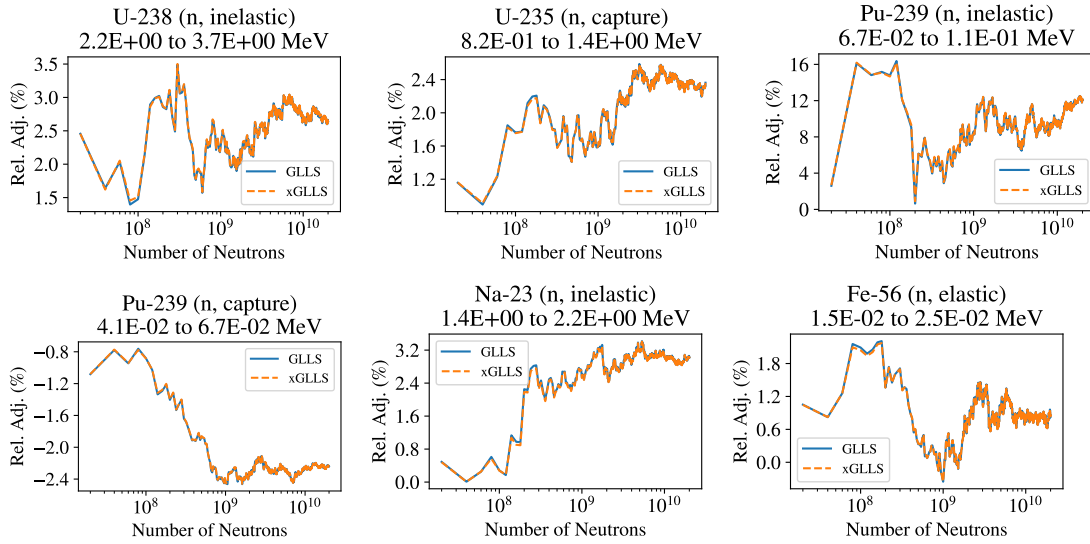 U-238 (n, inelastic)
2.2E+00 to 3.7E+00 MeV
Rel. Adj. (%)
3.5
3.0
2.5
2.0
1.5
GLLS
xGLLS
10^8
10^9
10^10
Number of Neutrons
U-235 (n, capture)
8.2E-01 to 1.4E+00 MeV
Rel. Adj. (%)
2.4
2.0
1.6
1.2
GLLS
xGLLS
10^8
10^9
10^10
Number of Neutrons
Pu-239 (n, inelastic)
6.7E-02 to 1.1E-01 MeV
Rel. Adj. (%)
16
12
8
4
0
GLLS
xGLLS
10^8
10^9
10^10
Number of Neutrons
Pu-239 (n, capture)
4.1E-02 to 6.7E-02 MeV
Rel. Adj. (%)
−0.8
−1.2
−1.6
−2.0
−2.4
GLLS
xGLLS
10^8
10^9
10^10
Number of Neutrons
Na-23 (n, inelastic)
1.4E+00 to 2.2E+00 MeV
Rel. Adj. (%)
3.2
2.4
1.6
0.8
0.0
GLLS
xGLLS
10^8
10^9
10^10
Number of Neutrons
Fe-56 (n, elastic)
1.5E-02 to 2.5E-02 MeV
Rel. Adj. (%)
1.8
1.2
0.6
0.0
GLLS
xGLLS
10^8
10^9
10^10
Number of Neutrons